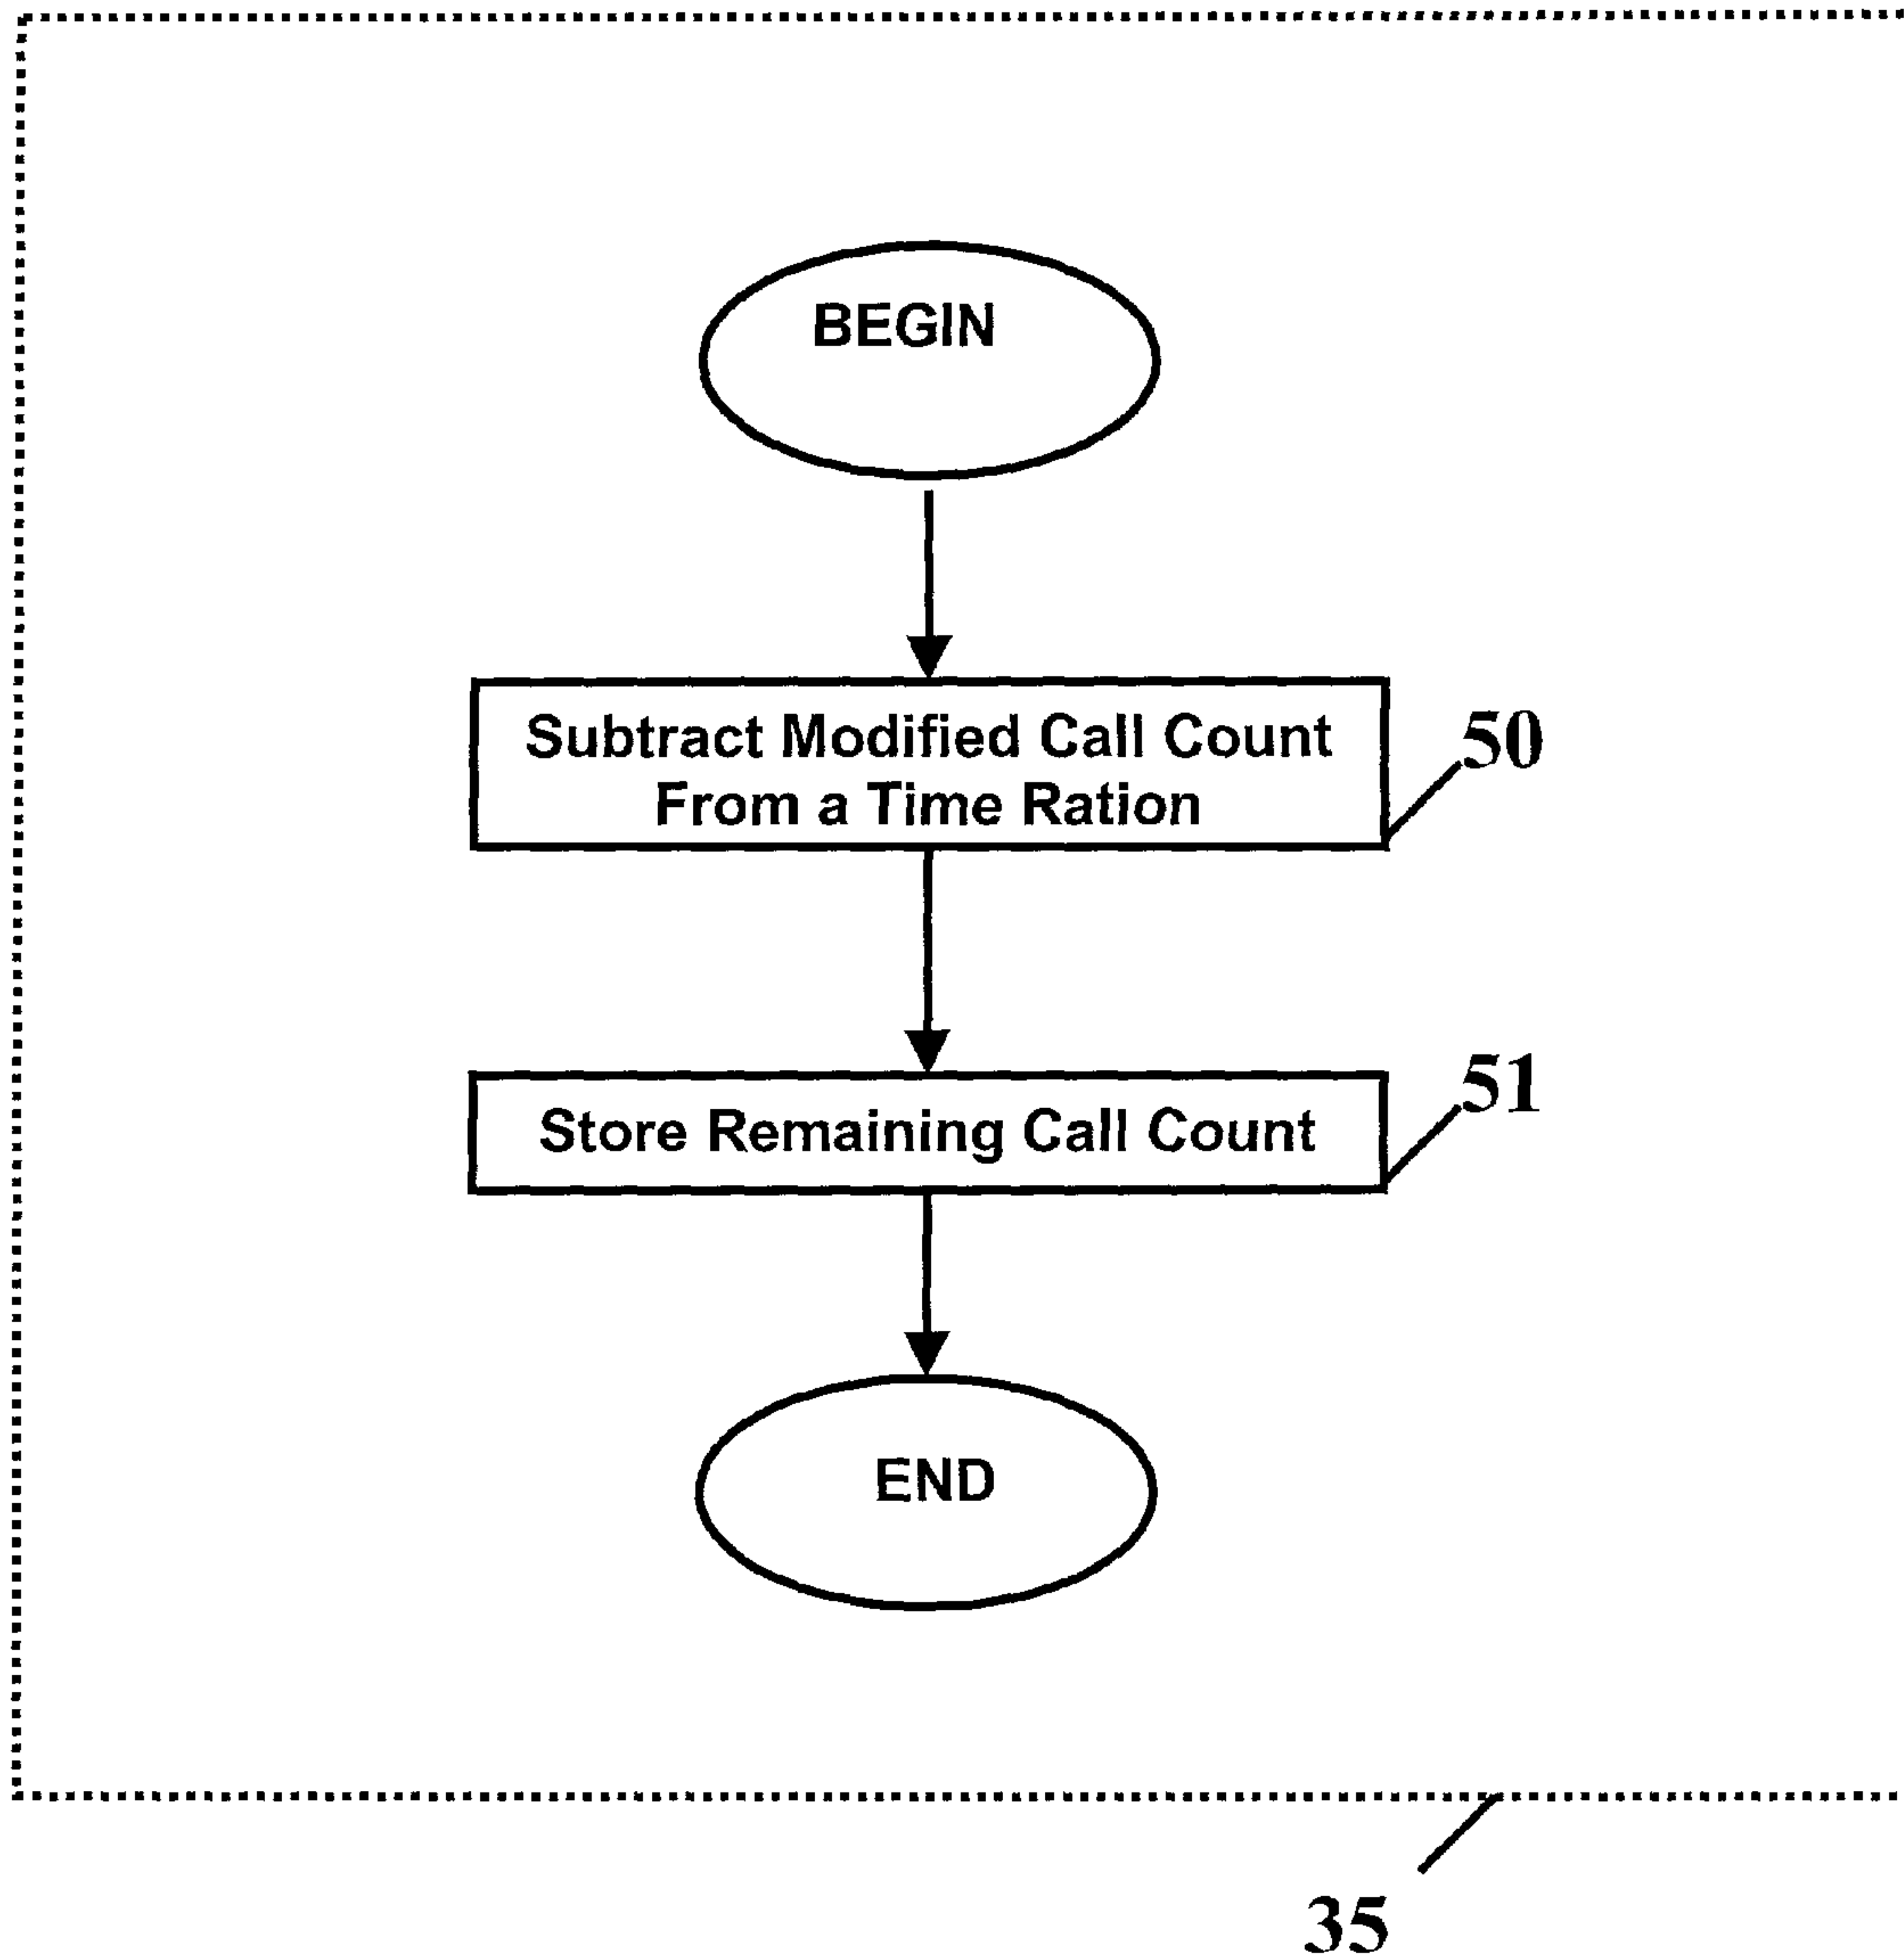 BEGIN
Subtract Modified Call Count
From a Time Ration
50
Store Remaining Call Count
51
END
35